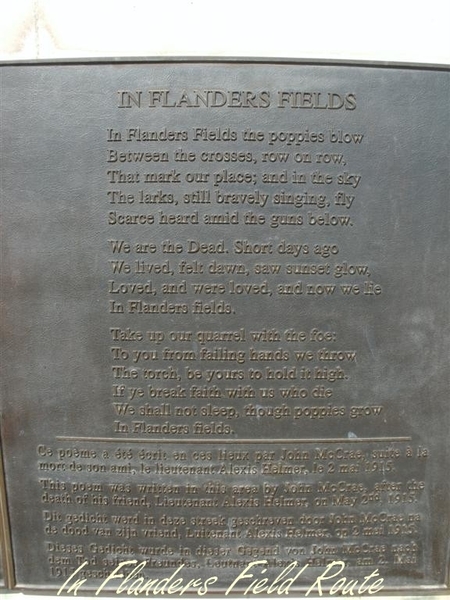 IN FLANDERS FIELDS
In Flanders Fields the poppies blow
Between the crosses, row on row,
That mark our place; and in the sky
The larks, still bravely singing, fly
Scarce heard amid the guns below.
We are the Dead. Short days ago
We lived, felt dawn, saw sunset glow,
Loved, and were loved, and now we lie
In Flanders fields.
Take up our quarrel with the foe:
To you from failing hands we throw
The torch, be yours to hold it high.
If ye break faith with us who die
We shall not sleep, though poppies grow
In Flanders fields.
Ce poème a été écrit en ces lieux par John McCrae, suite à la
mort de son ami, le lieutenant Alexis Helmer, le 2 mai 1915.
This poem was written in this area by John McCrae, after the
death of his friend, Lieutenant Alexis Helmer, on May 2nd, 1915.
Dit gedicht werd in deze streek geschreven door John McCrae, na
de dood van zijn vriend, Luitenant Alexis Helmer, op 2 mei 1915.
Dieses Gedicht wurde in dieser Gegend von John McCrae nach
dem Tod Helmer, am 2. Mai
In Flanders Field Route